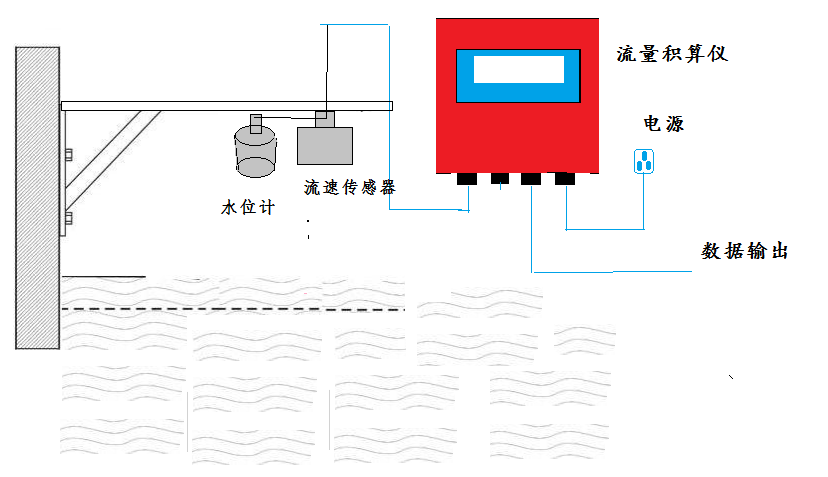 流量积算仪
电源
流速传感器
水位计
数据输出